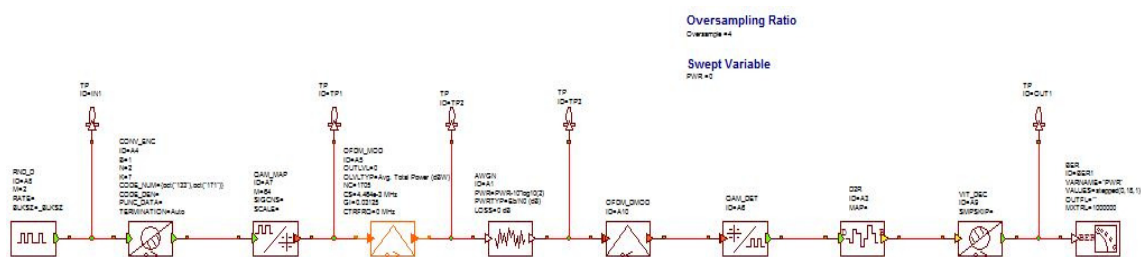 Oversampling Ratio
Oversample =4
Swept Variable
PWR =0
TP
ID=IN1
TP
ID=TP1
TP
ID=TP2
TP
ID=TP3
TP
ID=OUT1
RND_D
ID=A8
M=2
RATE=
BLKSZ=_BLKSZ
CONV_ENC
ID=A4
B=1
N=2
K=7
CODE_NUM={oct("133"),oct("171")}
CODE_DEN=
PUNC_DATA=
TERMINATION=Auto
QAM_MAP
ID=A7
M=64
SIGCNS=
SCALE=
OFDM_MOD
ID=A5
OUTLVL=0
OLVLTYP=Avg. Total Power (dBW)
NC=1705
CS=4.464e-3 MHz
GI=0.03125
CTRFRQ=0 MHz
AWGN
ID=A1
PWR=PWR-10*log10(2)
PWRTYP=Eb/N0 (dB)
LOSS=0 dB
OFDM_DMOD
ID=A10
QAM_DET
ID=A6
D2R
ID=A2
MAP=
VIT_DEC
ID=A9
SMPSKIP=
BER
ID=BER1
VARNAME="PWR"
VALUES=stepped(0,18,1)
OUTFL=""
MXTRL=1000000
BER